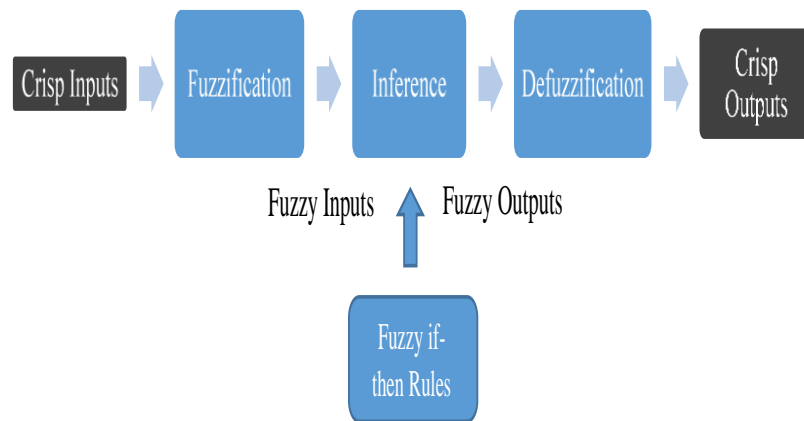 Crisp Inputs
Fuzzification
Inference
Defuzzification
Crisp
Outputs
Fuzzy Inputs
Fuzzy Outputs
Fuzzy if-
then Rules